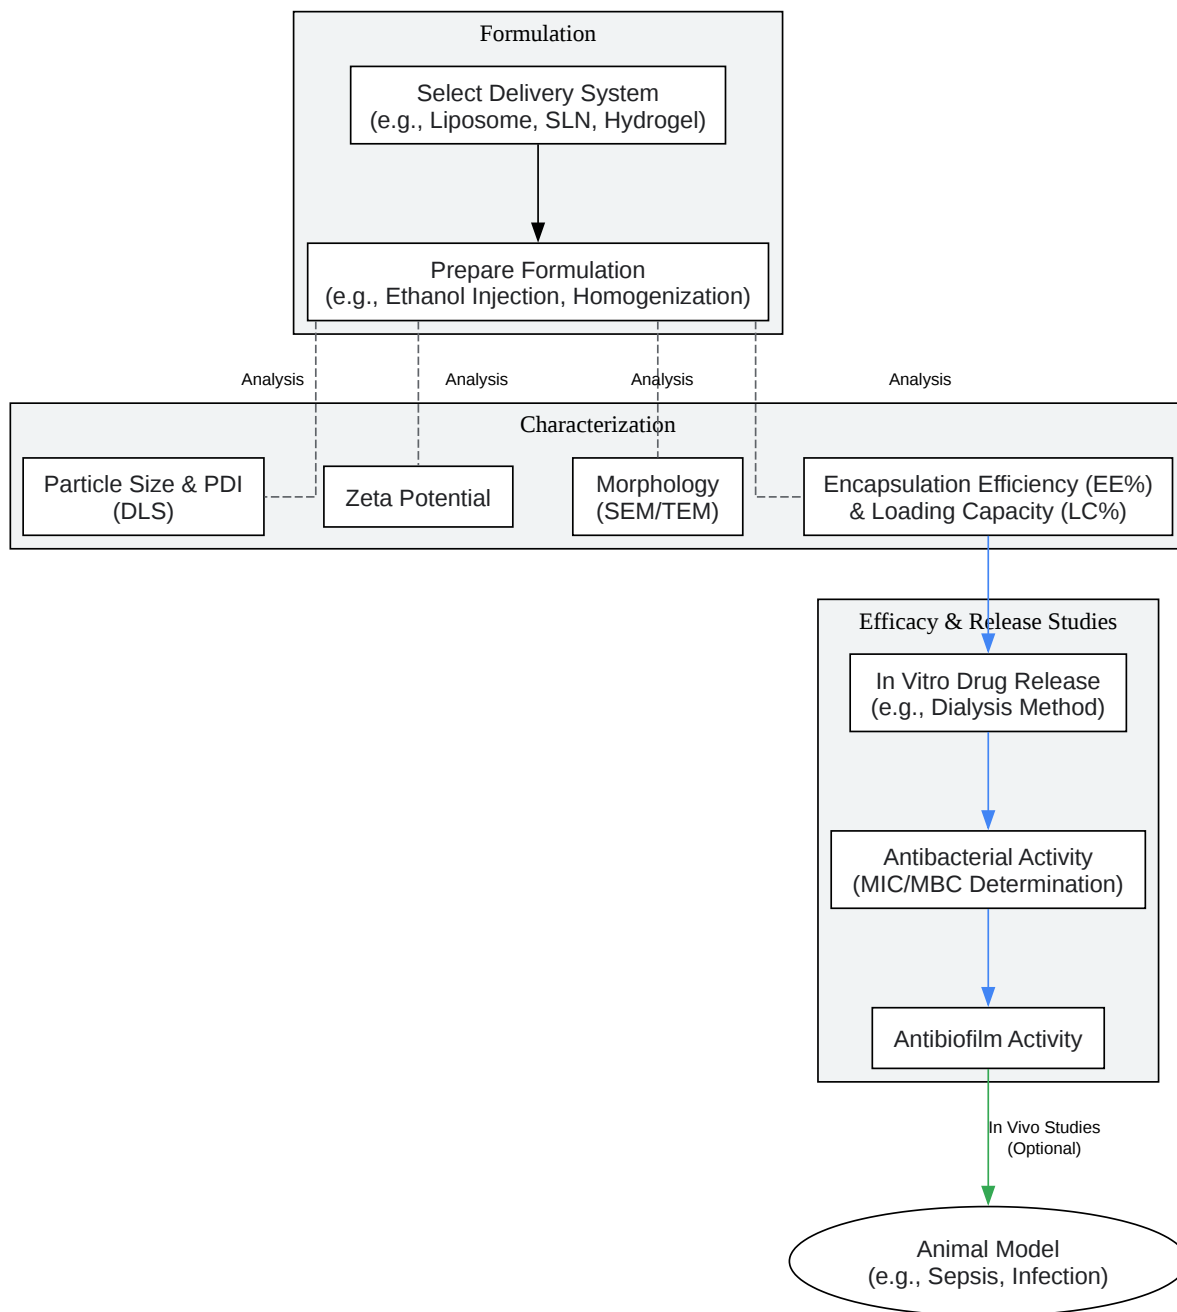 Formulation
Select Delivery System
(e.g., Liposome, SLN, Hydrogel)
Prepare Formulation
(e.g., Ethanol Injection, Homogenization)
Analysis
Analysis
Analysis
Analysis
Characterization
Particle Size & PDI
(DLS)
Zeta Potential
Morphology
(SEM/TEM)
Encapsulation Efficiency (EE%)
& Loading Capacity (LC%)
Efficacy & Release Studies
In Vitro Drug Release
(e.g., Dialysis Method)
Antibacterial Activity
(MIC/MBC Determination)
Antibiofilm Activity
In Vivo Studies
(Optional)
Animal Model
(e.g., Sepsis, Infection)